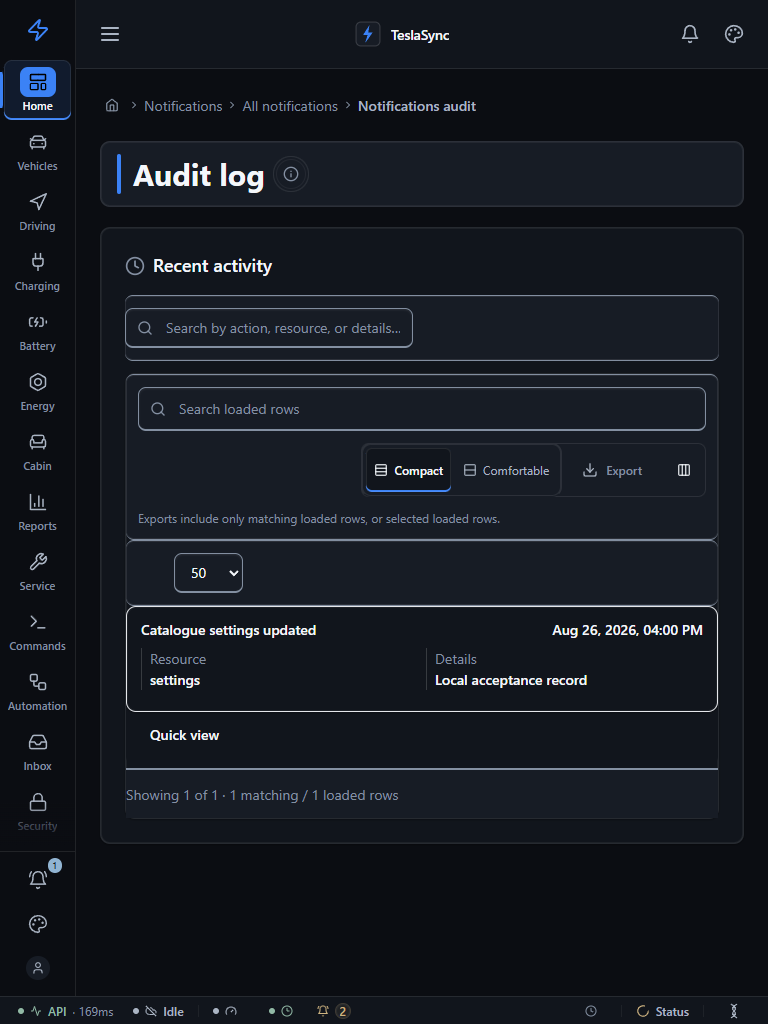 TeslaSync
Home
Vehicles
Driving
Charging
Battery
Energy
Cabin
Reports
Service
Commands
Automation
Inbox
Security
1
Notifications
All notifications
Notifications audit
Audit log
Recent activity
Search by action, resource, or details...
Search loaded rows
Compact
Comfortable
Export
Exports include only matching loaded rows, or selected loaded rows.
50
Catalogue settings updated
Aug 26, 2026, 04:00 PM
Resource
settings
Details
Local acceptance record
Quick view
Showing 1 of 1 · 1 matching / 1 loaded rows
API · 169ms
Idle
2
Status